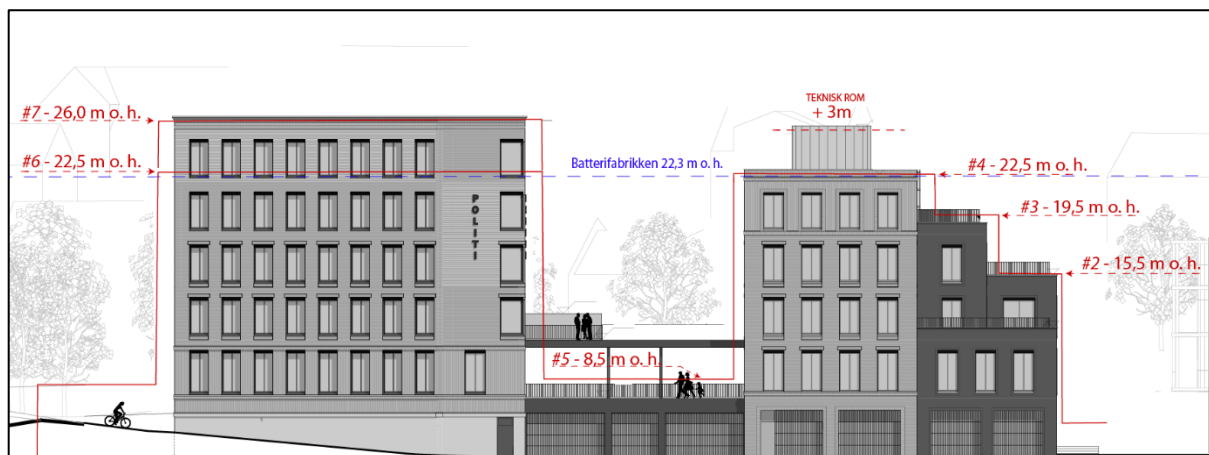 TEKNISK ROM
+ 3m
#7 - 26,0 m o. h.
#6 - 22,5 m o. h.
Batterifabrikken 22,3 m o. h.
#4 - 22,5 m o. h.
#3 - 19,5 m o. h.
POLITI
#2 - 15,5 m o. h.
#5 - 8,5 m o. h.